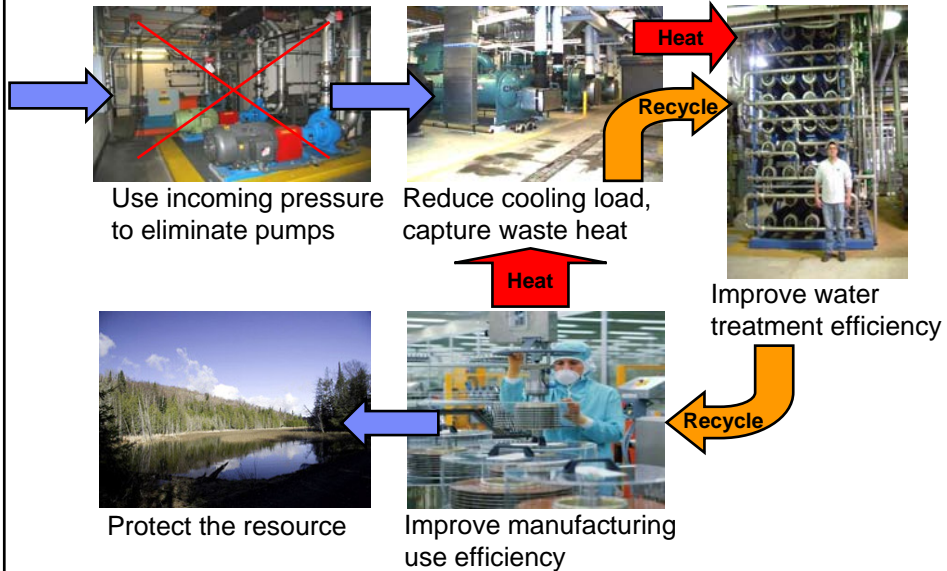 Heat
Recycle
Use incoming pressure
to eliminate pumps
Reduce cooling load,
capture waste heat
Heat
Improve water
treatment efficiency
Recycle
Protect the resource
Improve manufacturing
use efficiency